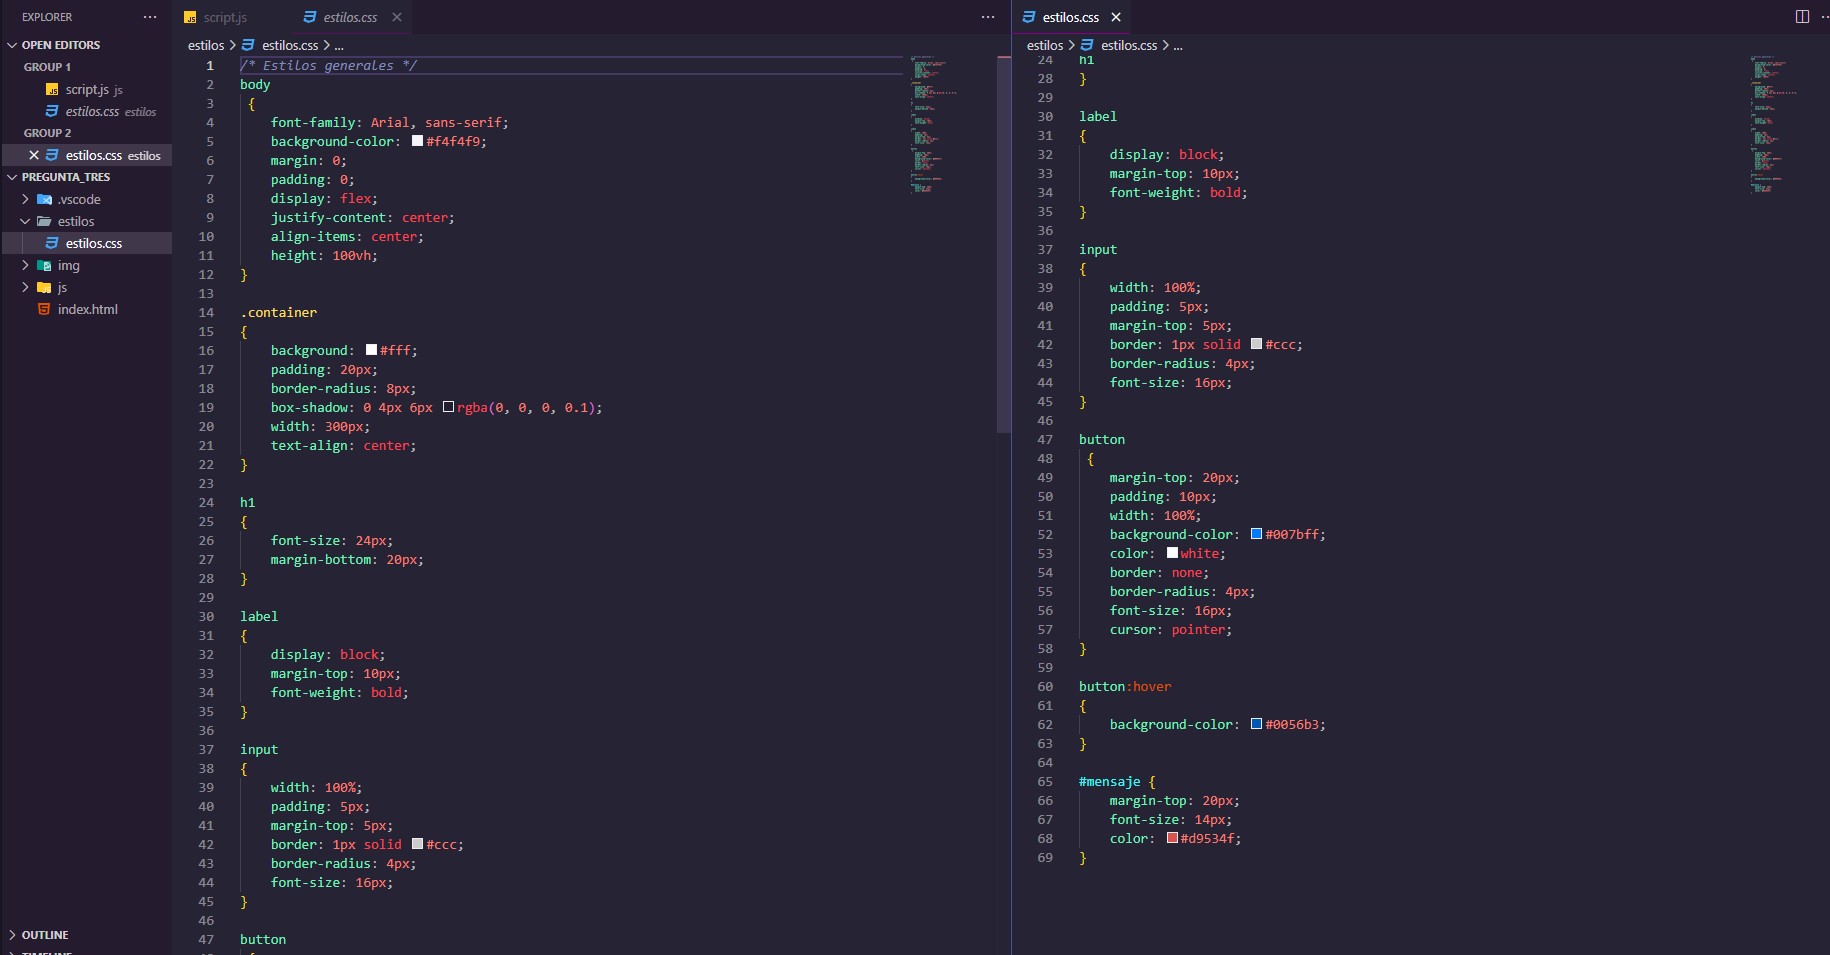 EXPLORER
OPEN EDITORS
GROUP 1
script.js js
estilos.css estilos
GROUP 2
estilos.css estilos
PREGUNTA_TRES
.vscode
estilos
estilos.css
img
js
index.html
OUTLINE
TIMELINE
script.js
estilos.css
estilos > estilos.css > ...
1 /* Estilos generales */
2 body
3 {
4 font-family: Arial, sans-serif;
5 background-color: #f4f4f9;
6 margin: 0;
7 padding: 0;
8 display: flex;
9 justify-content: center;
10 align-items: center;
11 height: 100vh;
12 }
13
14 .container
15 {
16 background: #fff;
17 padding: 20px;
18 border-radius: 8px;
19 box-shadow: 0 4px 6px rgba(0, 0, 0, 0.1);
20 width: 300px;
21 text-align: center;
22 }
23
24 h1
25 {
26 font-size: 24px;
27 margin-bottom: 20px;
28 }
29
30 label
31 {
32 display: block;
33 margin-top: 10px;
34 font-weight: bold;
35 }
36
37 input
38 {
39 width: 100%;
40 padding: 5px;
41 margin-top: 5px;
42 border: 1px solid #ccc;
43 border-radius: 4px;
44 font-size: 16px;
45 }
46
47 button
estilos.css
estilos > estilos.css > ...
24 h1
28 }
29
30 label
31 {
32 display: block;
33 margin-top: 10px;
34 font-weight: bold;
35 }
36
37 input
38 {
39 width: 100%;
40 padding: 5px;
41 margin-top: 5px;
42 border: 1px solid #ccc;
43 border-radius: 4px;
44 font-size: 16px;
45 }
46
47 button
48 {
49 margin-top: 20px;
50 padding: 10px;
51 width: 100%;
52 background-color: #007bff;
53 color: white;
54 border: none;
55 border-radius: 4px;
56 font-size: 16px;
57 cursor: pointer;
58 }
59
60 button:hover
61 {
62 background-color: #0056b3;
63 }
64
65 #mensaje {
66 margin-top: 20px;
67 font-size: 14px;
68 color: #d9534f;
69 }